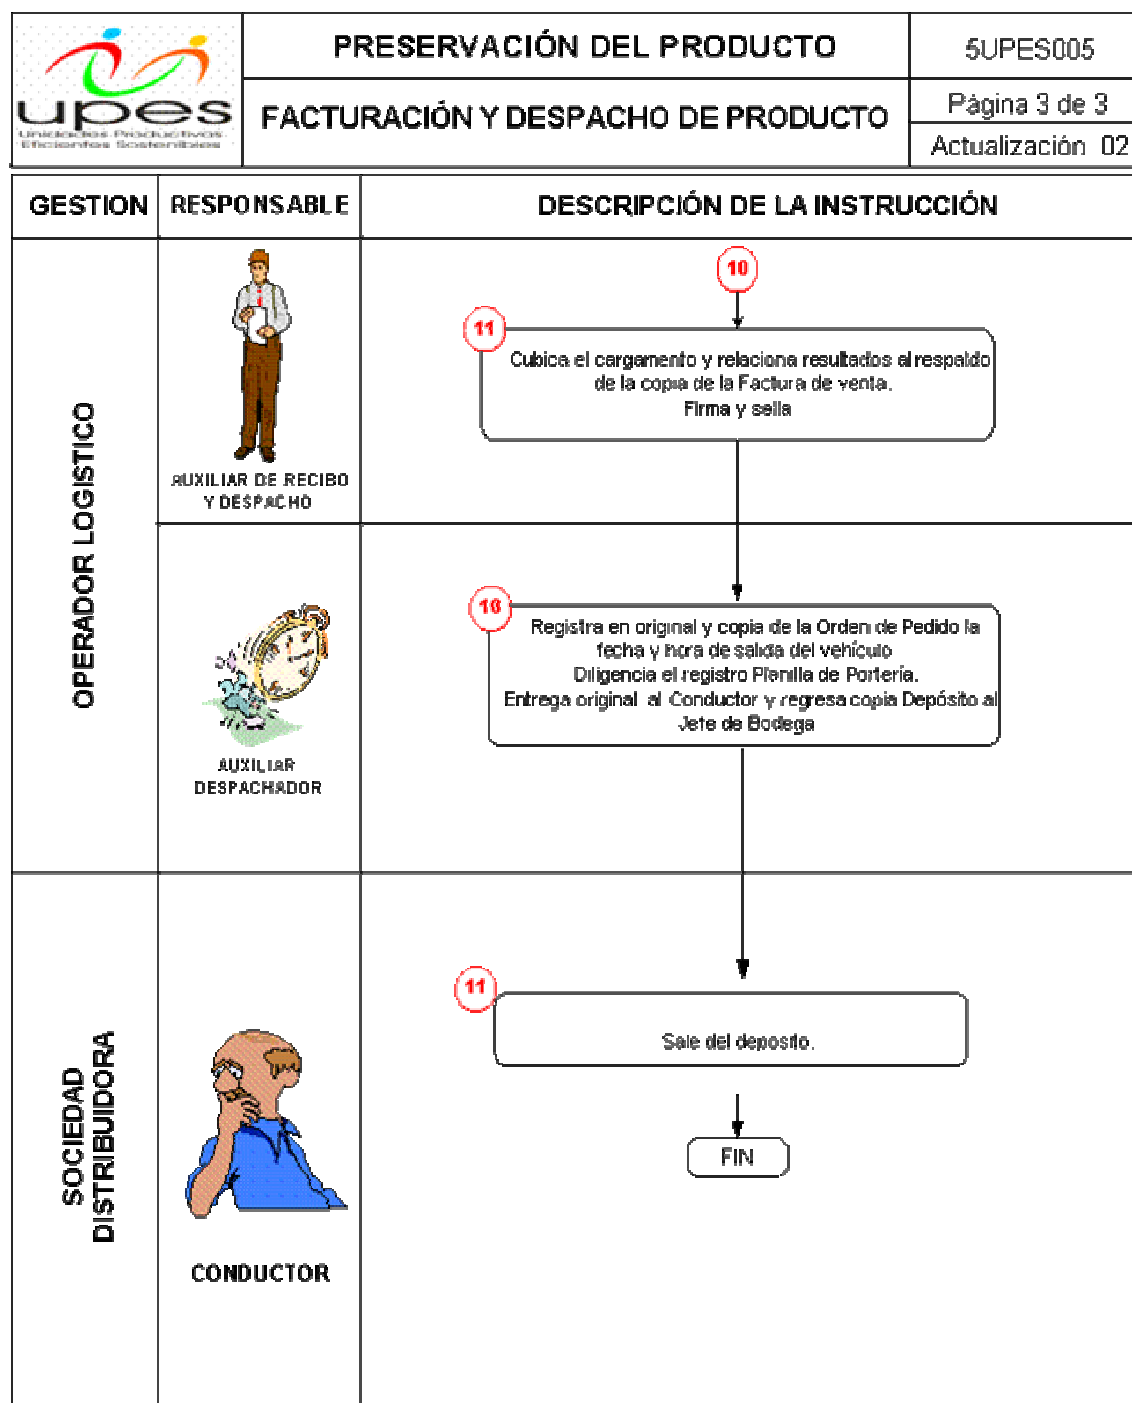 upes
Unidades Productivas
Eficientes Sostenibles
PRESERVACIÓN DEL PRODUCTO
FACTURACIÓN Y DESPACHO DE PRODUCTO
5UPES005
Página 3 de 3
Actualización 02
GESTION
RESPONSABLE
DESCRIPCIÓN DE LA INSTRUCCIÓN
OPERADOR LOGISTICO
AUXILIAR DE RECIBO
Y DESPACHO
10
11
Cubica el cargamento y relaciona resultados al respaldo
de la copia de la Factura de venta.
Firma y sella
AUXILIAR
DESPACHADOR
10
Registra en original y copia de la Orden de Pedido la
fecha y hora de salida del vehículo
Diligencia el registro Planilla de Portería.
Entrega original al Conductor y regresa copia Depósito al
Jefe de Bodega
SOCIEDAD
DISTRIBUIDORA
CONDUCTOR
11
Sale del deposito.
FIN